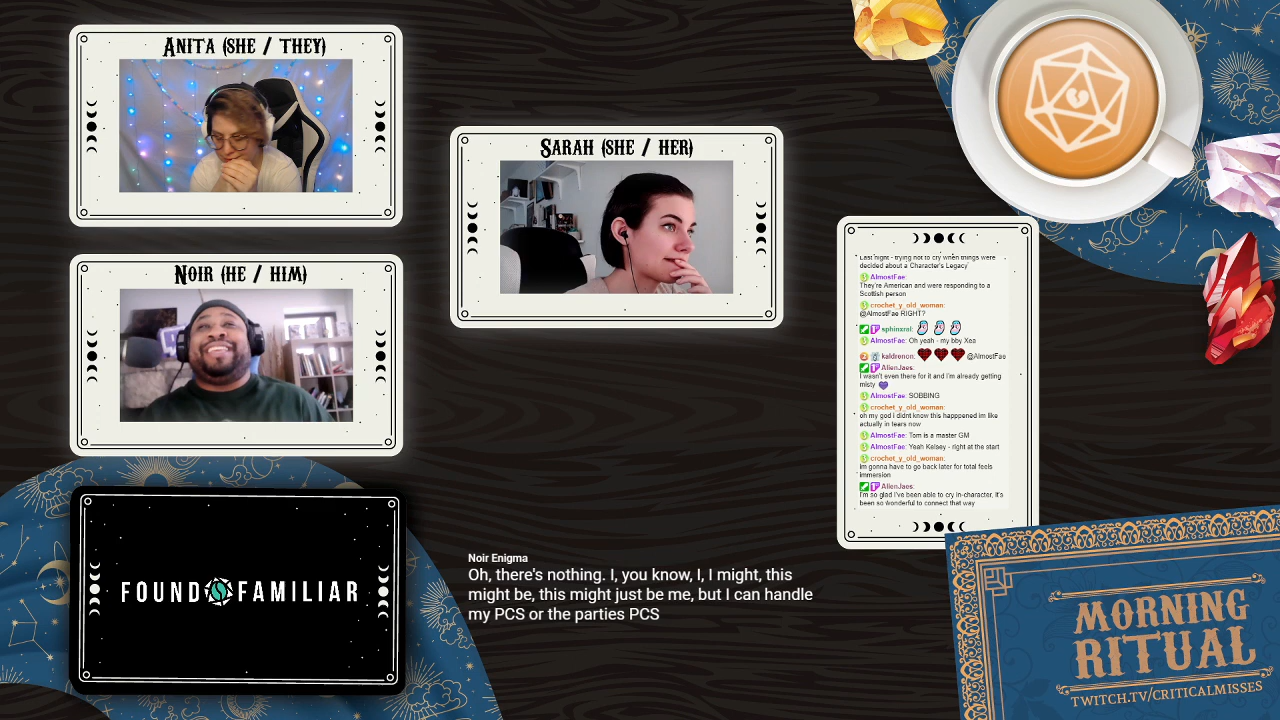 ANITA (SHE / THEY)
SARAH (SHE / HER)
NOIR (HE / HIM)
FOUND FAMILIAR
Last night - trying not to cry when things were
decided about a Character's Legacy
AlmostFae:
They're American and were responding to a
Scottish person
crochet_y_old_woman:
@AlmostFae RIGHT?
sphinxral:
AlmostFae: Oh yeah - my bby Xea
kaldrenon: @AlmostFae
AlienJaes:
I wasn't even there for it and I'm already getting
misty
AlmostFae: SOBBING
crochet_y_old_woman:
oh my god i didnt know this happpened im like
actually in tears now
AlmostFae: Tom is a master GM
AlmostFae: Yeah Kelsey - right at the start
crochet_y_old_woman:
im gonna have to go back later for total feels
immersion
AlienJaes:
I'm so glad I've been able to cry in-character, it's
been so wonderful to connect that way
Noir Enigma
Oh, there's nothing. I, you know, I, I might, this
might be, this might just be me, but I can handle
my PCS or the parties PCS
MORNING
RITUAL
TWITCH.TV/CRITICALMISSES